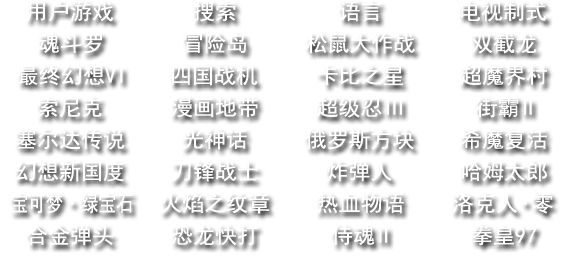 用户游戏 搜索 语言 电视制式
魂斗罗 冒险岛 松鼠大作战 双截龙
最终幻想VI 四国战机 卡比之星 超魔界村
索尼克 漫画地带 超级忍III 街霸II
塞尔达传说 光神话 俄罗斯方块 希魔复活
幻想新国度 刀锋战士 炸弹人 哈姆太郎
宝可梦·绿宝石 火焰之纹章 热血物语 洛克人·零
合金弹头 恐龙快打 侍魂II 拳皇97